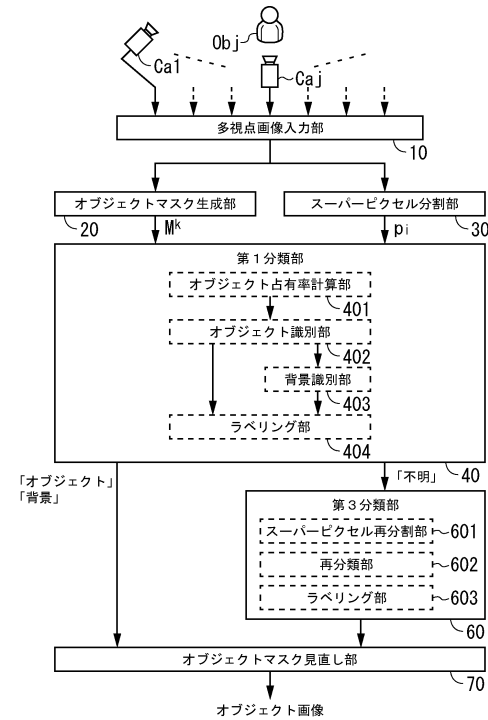 Obj
Ca1
Caj
多視点画像入力部
10
オブジェクトマスク生成部
スーパーピクセル分割部
20
Mk
pi
30
第１分類部
オブジェクト占有率計算部
401
オブジェクト識別部
402
背景識別部
403
ラベリング部
404
「オブジェクト」
「背景」
「不明」
40
第３分類部
スーパーピクセル再分割部
601
再分類部
602
ラベリング部
603
60
オブジェクトマスク見直し部
70
オブジェクト画像